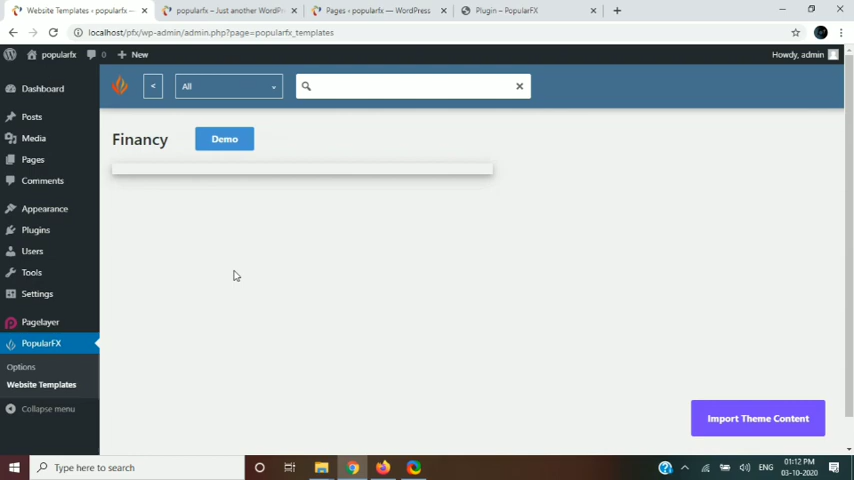 Website Templates ‹ popularfx —
popularfx – Just another WordPr
Pages ‹ popularfx — WordPress
Plugin – PopularFX
localhost/pfx/wp-admin/admin.php?page=popularfx_templates
popularfx
0
New
Howdy, admin
Dashboard
Posts
Media
Pages
Comments
Appearance
Plugins
Users
Tools
Settings
Pagelayer
PopularFX
Options
Website Templates
Collapse menu
<
All
Financy
Demo
Import Theme Content
Type here to search
ENG
01:12 PM
03-10-2020